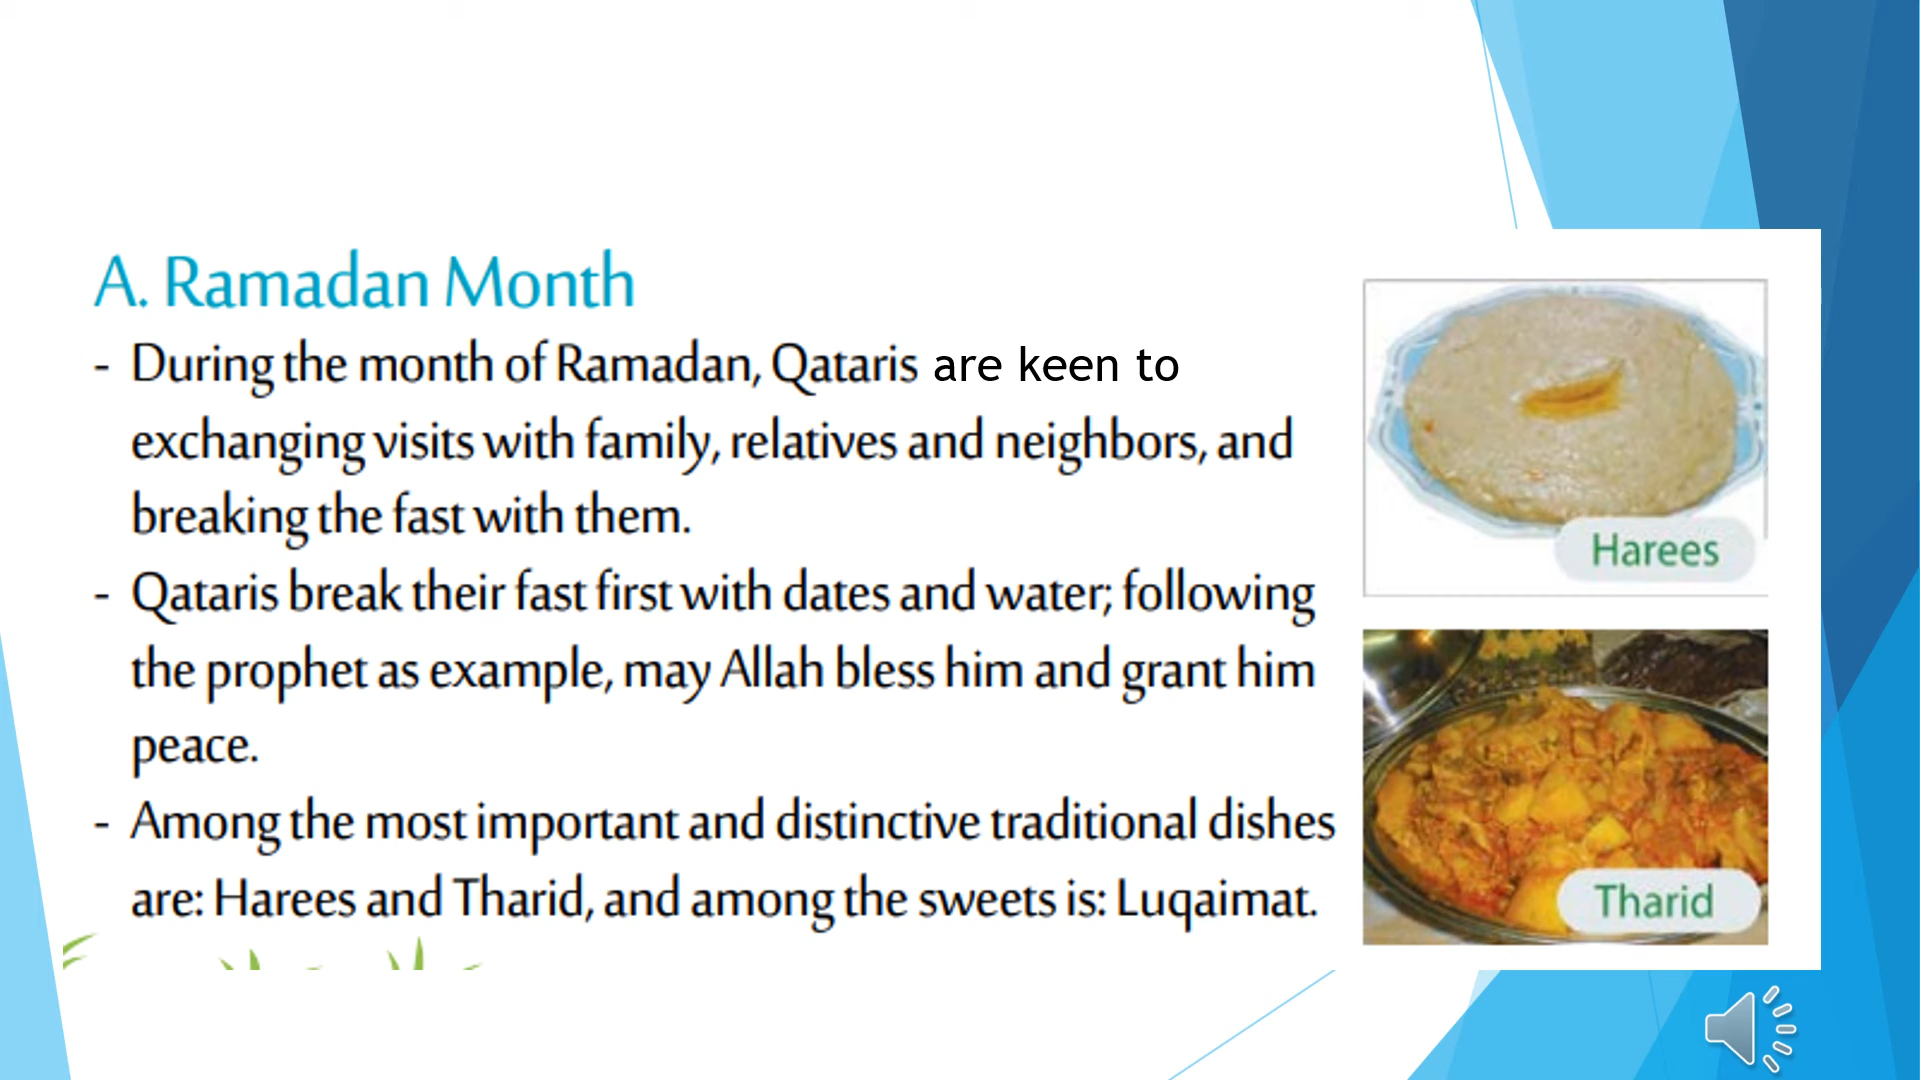 A. Ramadan Month
- During the month of Ramadan, Qataris are keen to
exchanging visits with family, relatives and neighbors, and
breaking the fast with them.
- Qataris break their fast first with dates and water; following
the prophet as example, may Allah bless him and grant him
peace.
- Among the most important and distinctive traditional dishes
are: Harees and Tharid, and among the sweets is: Luqaimat.
Harees
Tharid